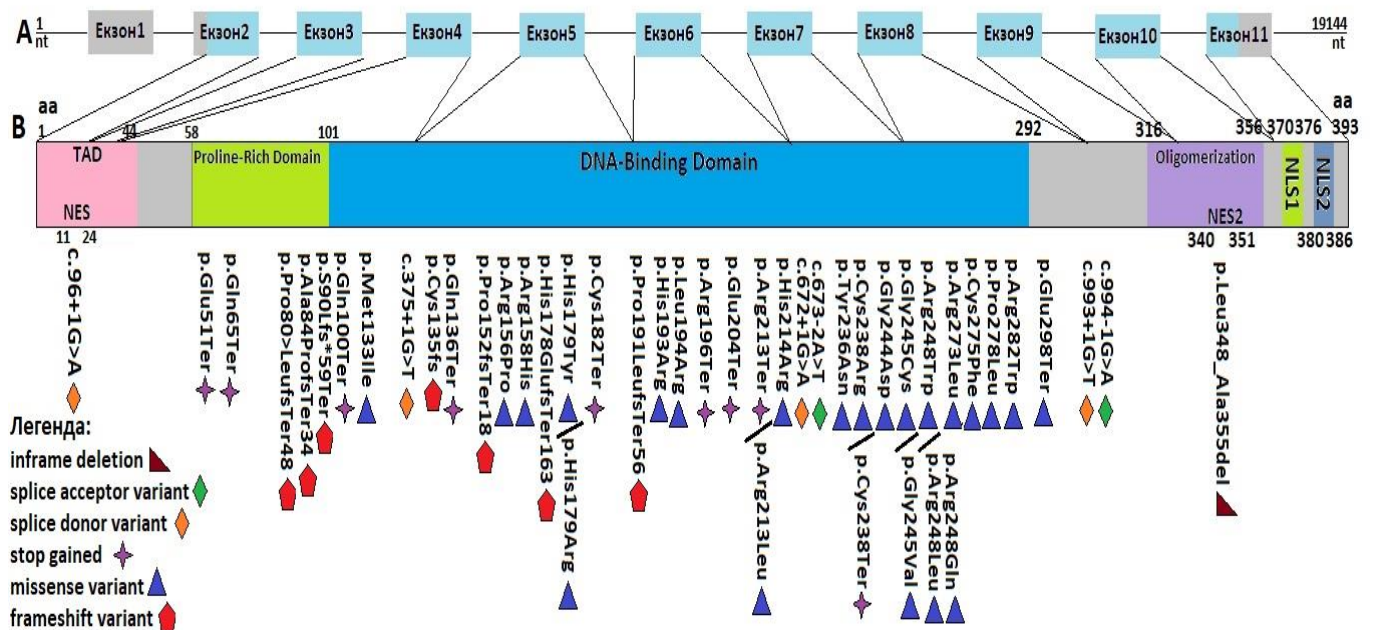 A 1 nt Екзон1 Екзон2 Екзон3 Екзон4 Екзон5 Екзон6 Екзон7 Екзон8 Екзон9 Екзон10 Екзон11 19144 nt
aa aa
B 1 44 58 101 292 316 356 370 376 393
TAD Proline-Rich Domain DNA-Binding Domain Oligomerization NLS1 NLS2
NES NES2
11 24 340 351 380 386
c.96+1G>A
p.Glu51Ter
p.Gln65Ter
p.Pro80>LeufsTer48
p.Ala84ProfsTer34
p.S90Lfs*59Ter
p.Gln100Ter
p.Met133Ile
c.375+1G>T
p.Cys135fs
p.Gln136Ter
p.Pro152fsTer18
p.Arg156Pro
p.Arg158His
p.His178GlufsTer163
p.His179Tyr
p.His179Arg
p.Cys182Ter
p.Pro191LeufsTer56
p.His193Arg
p.Leu194Arg
p.Arg196Ter
p.Glu204Ter
p.Arg213Ter
p.Arg213Leu
p.His214Arg
c.672+1G>A
c.673-2A>T
p.Tyr236Asn
p.Cys238Arg
p.Cys238Ter
p.Gly244Asp
p.Gly245Cys
p.Gly245Val
p.Arg248Trp
p.Arg248Leu
p.Arg248Gln
p.Arg273Leu
p.Cys275Phe
p.Pro278Leu
p.Arg282Trp
p.Glu298Ter
c.993+1G>T
c.994-1G>A
p.Leu348_Ala355del
Легенда:
inframe deletion
splice acceptor variant
splice donor variant
stop gained
missense variant
frameshift variant